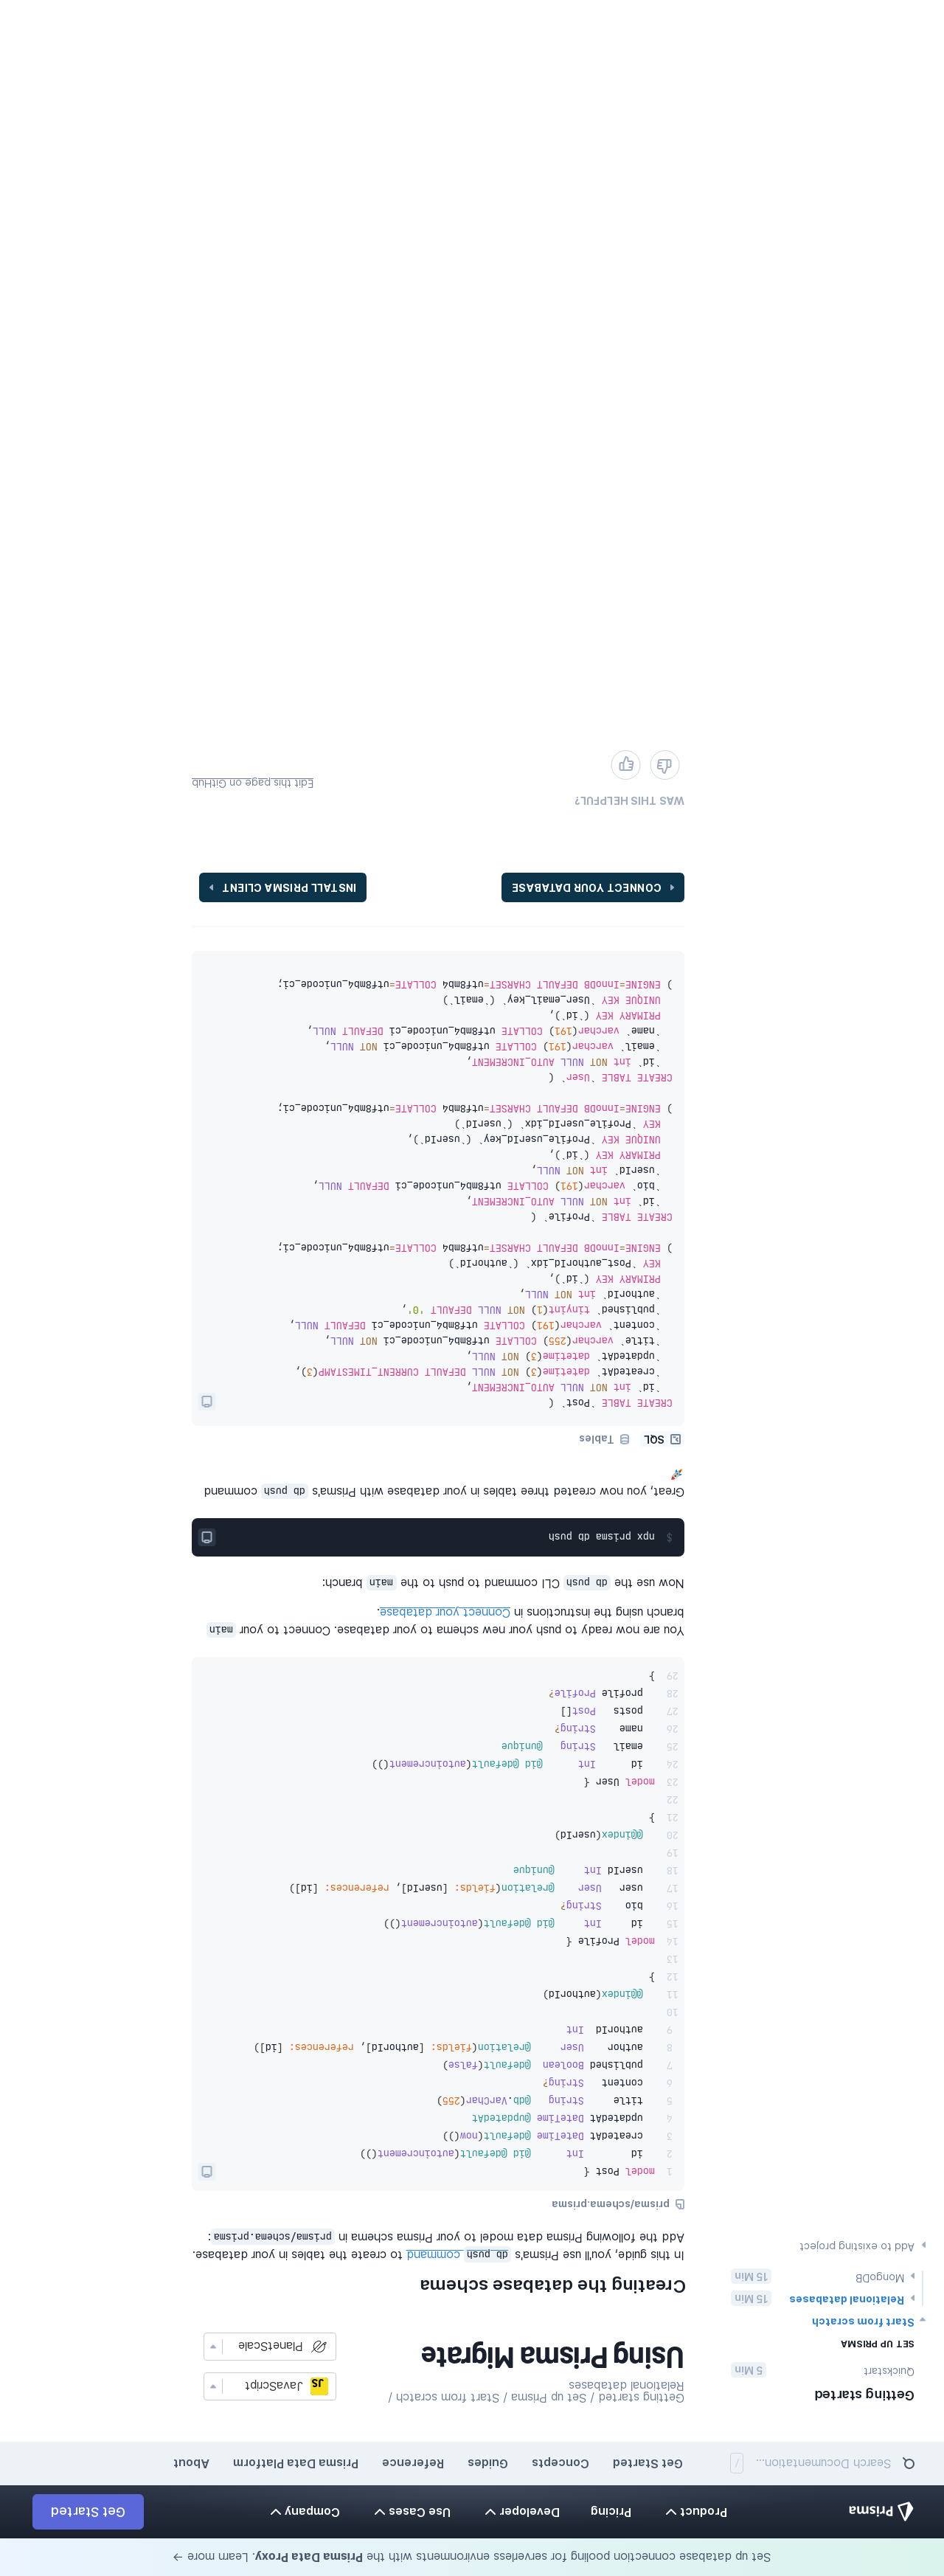 Set up database connection pooling for serverless environments with the Prisma Data Proxy. Learn more →
Prisma
Product
Pricing
Developer
Use Cases
Company
Get Started
Search Documentation... /
Get Started
Concepts
Guides
Reference
Prisma Data Platform
About
Getting started
Quickstart 5 Min
SET UP PRISMA
Start from scratch
Relational databases 15 Min
MongoDB 15 Min
Add to existing project
Getting started / Set up Prisma / Start from scratch /
Relational databases
Using Prisma Migrate
JS JavaScript
PlanetScale
Creating the database schema
In this guide, you'll use Prisma's db push command to create the tables in your database.
Add the following Prisma data model to your Prisma schema in prisma/schema.prisma:
prisma/schema.prisma
1 model Post {
2   id        Int      @id @default(autoincrement())
3   createdAt DateTime @default(now())
4   updatedAt DateTime @updatedAt
5   title     String   @db.VarChar(255)
6   content   String?
7   published Boolean  @default(false)
8   author    User     @relation(fields: [authorId], references: [id])
9   authorId  Int
10
11   @@index(authorId)
12 }
13
14 model Profile {
15   id     Int     @id @default(autoincrement())
16   bio    String?
17   user   User    @relation(fields: [userId], references: [id])
18   userId Int     @unique
19
20   @@index(userId)
21 }
22
23 model User {
24   id      Int      @id @default(autoincrement())
25   email   String   @unique
26   name    String?
27   posts   Post[]
28   profile Profile?
29 }
You are now ready to push your new schema to your database. Connect to your main
branch using the instructions in Connect your database.
Now use the db push CLI command to push to the main branch:
$ npx prisma db push
Great, you now created three tables in your database with Prisma's db push command
🚀
SQL
Tables
CREATE TABLE `Post` (
  `id` int NOT NULL AUTO_INCREMENT,
  `createdAt` datetime(3) NOT NULL DEFAULT CURRENT_TIMESTAMP(3),
  `updatedAt` datetime(3) NOT NULL,
  `title` varchar(255) COLLATE utf8mb4_unicode_ci NOT NULL,
  `content` varchar(191) COLLATE utf8mb4_unicode_ci DEFAULT NULL,
  `published` tinyint(1) NOT NULL DEFAULT '0',
  `authorId` int NOT NULL,
  PRIMARY KEY (`id`),
  KEY `Post_authorId_idx` (`authorId`)
) ENGINE=InnoDB DEFAULT CHARSET=utf8mb4 COLLATE=utf8mb4_unicode_ci;
CREATE TABLE `Profile` (
  `id` int NOT NULL AUTO_INCREMENT,
  `bio` varchar(191) COLLATE utf8mb4_unicode_ci DEFAULT NULL,
  `userId` int NOT NULL,
  PRIMARY KEY (`id`),
  UNIQUE KEY `Profile_userId_key` (`userId`),
  KEY `Profile_userId_idx` (`userId`)
) ENGINE=InnoDB DEFAULT CHARSET=utf8mb4 COLLATE=utf8mb4_unicode_ci;
CREATE TABLE `User` (
  `id` int NOT NULL AUTO_INCREMENT,
  `email` varchar(191) COLLATE utf8mb4_unicode_ci NOT NULL,
  `name` varchar(191) COLLATE utf8mb4_unicode_ci DEFAULT NULL,
  PRIMARY KEY (`id`),
  UNIQUE KEY `User_email_key` (`email`)
) ENGINE=InnoDB DEFAULT CHARSET=utf8mb4 COLLATE=utf8mb4_unicode_ci;
CONNECT YOUR DATABASE
INSTALL PRISMA CLIENT
WAS THIS HELPFUL?
Edit this page on GitHub